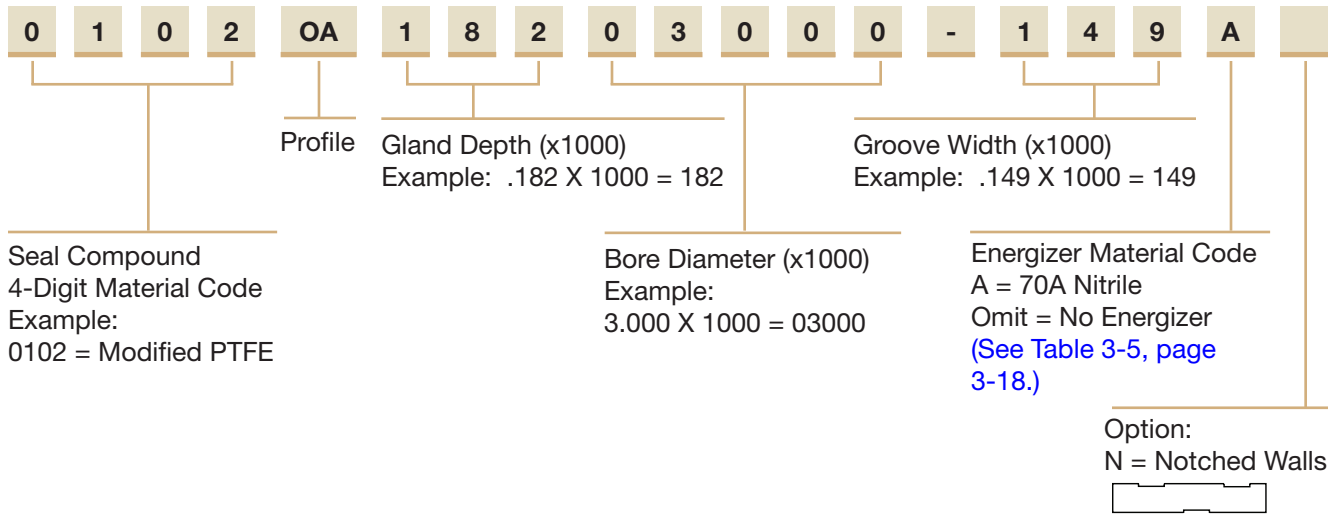 0 1 0 2 OA 1 8 2 0 3 0 0 0 - 1 4 9 A
Profile
Gland Depth (x1000)
Example: .182 X 1000 = 182
Groove Width (x1000)
Example: .149 X 1000 = 149
Seal Compound
4-Digit Material Code
Example:
0102 = Modified PTFE
Bore Diameter (x1000)
Example:
3.000 X 1000 = 03000
Energizer Material Code
A = 70A Nitrile
Omit = No Energizer
(See Table 3-5, page
3-18.)
Option:
N = Notched Walls